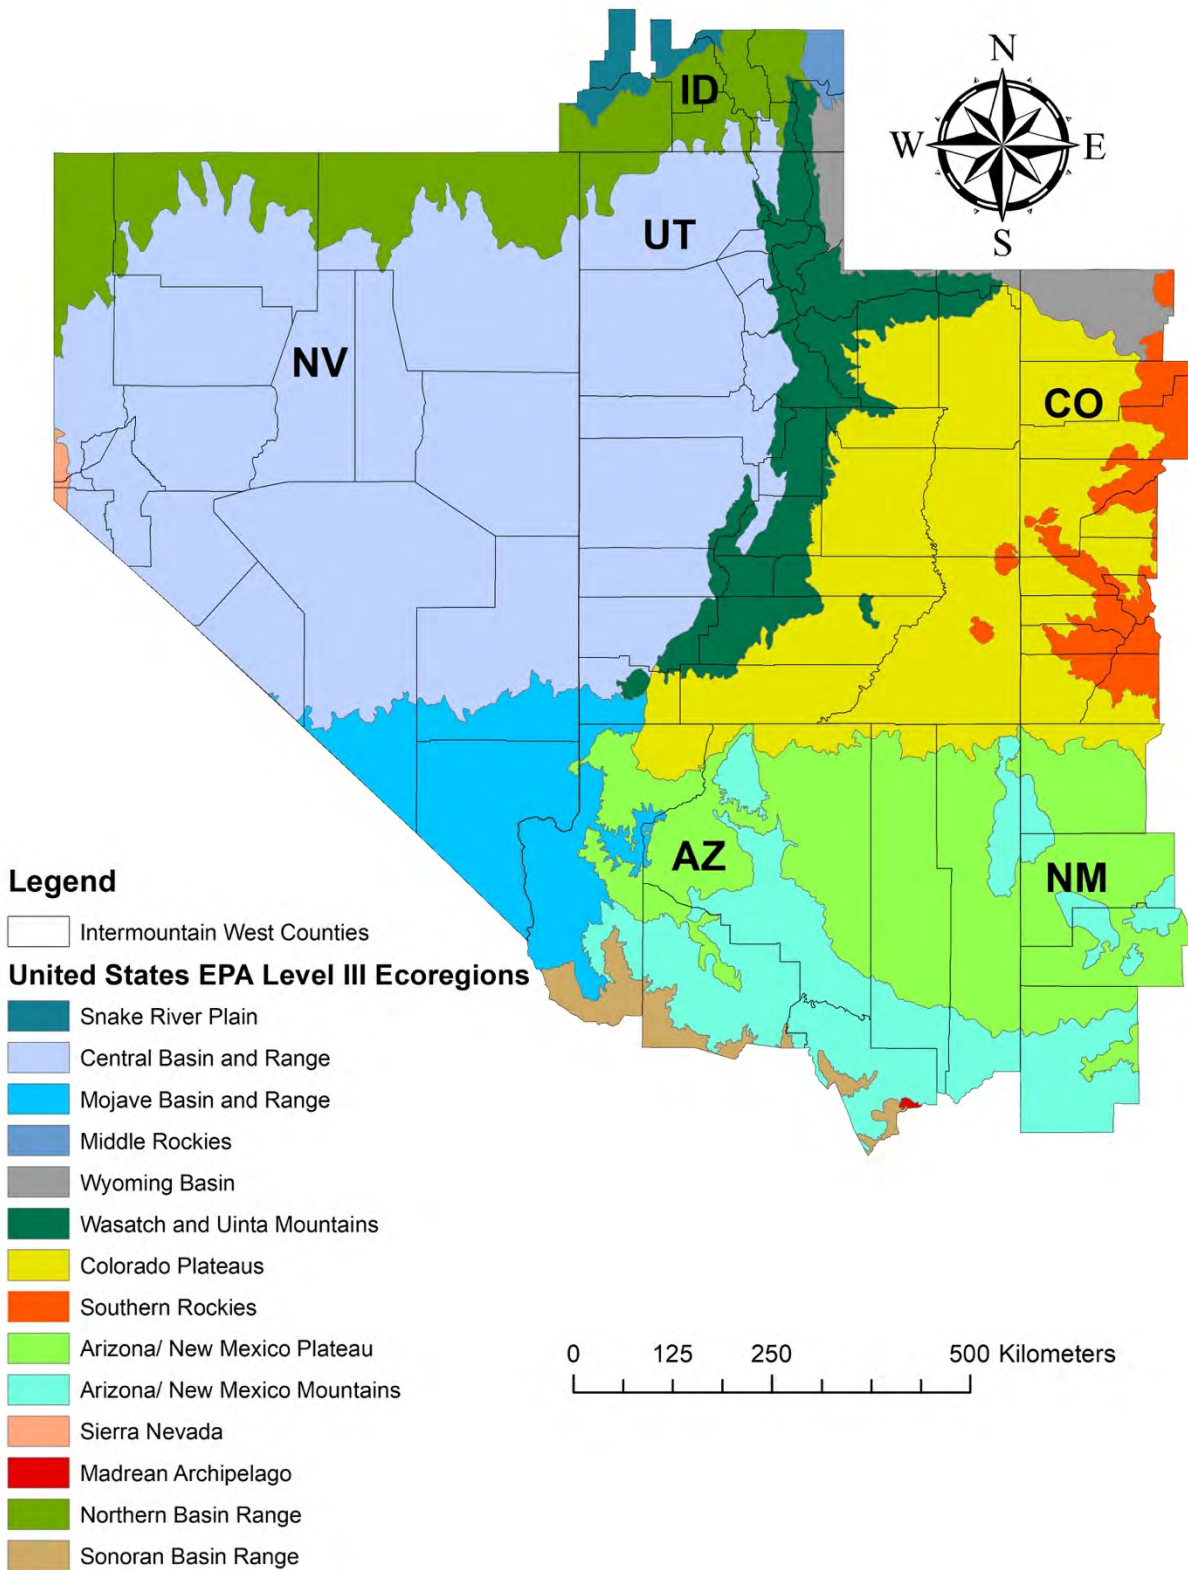 N
W
E
S
ID
UT
NV
CO
AZ
NM
Legend
Intermountain West Counties
United States EPA Level III Ecoregions
Snake River Plain
Central Basin and Range
Mojave Basin and Range
Middle Rockies
Wyoming Basin
Wasatch and Uinta Mountains
Colorado Plateaus
Southern Rockies
Arizona/ New Mexico Plateau
Arizona/ New Mexico Mountains
Sierra Nevada
Madrean Archipelago
Northern Basin Range
Sonoran Basin Range
0 125 250 500 Kilometers